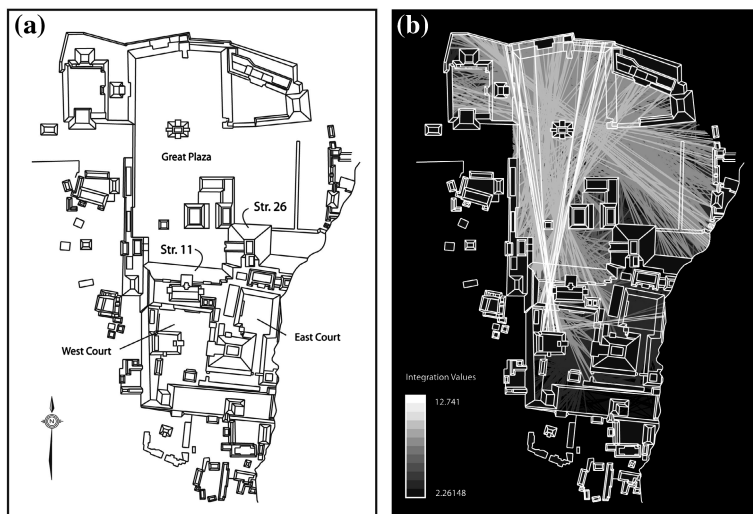 (a)
Great Plaza
Str. 26
Str. 11
West Court
East Court
N
(b)
Integration Values
12.741
2.26148